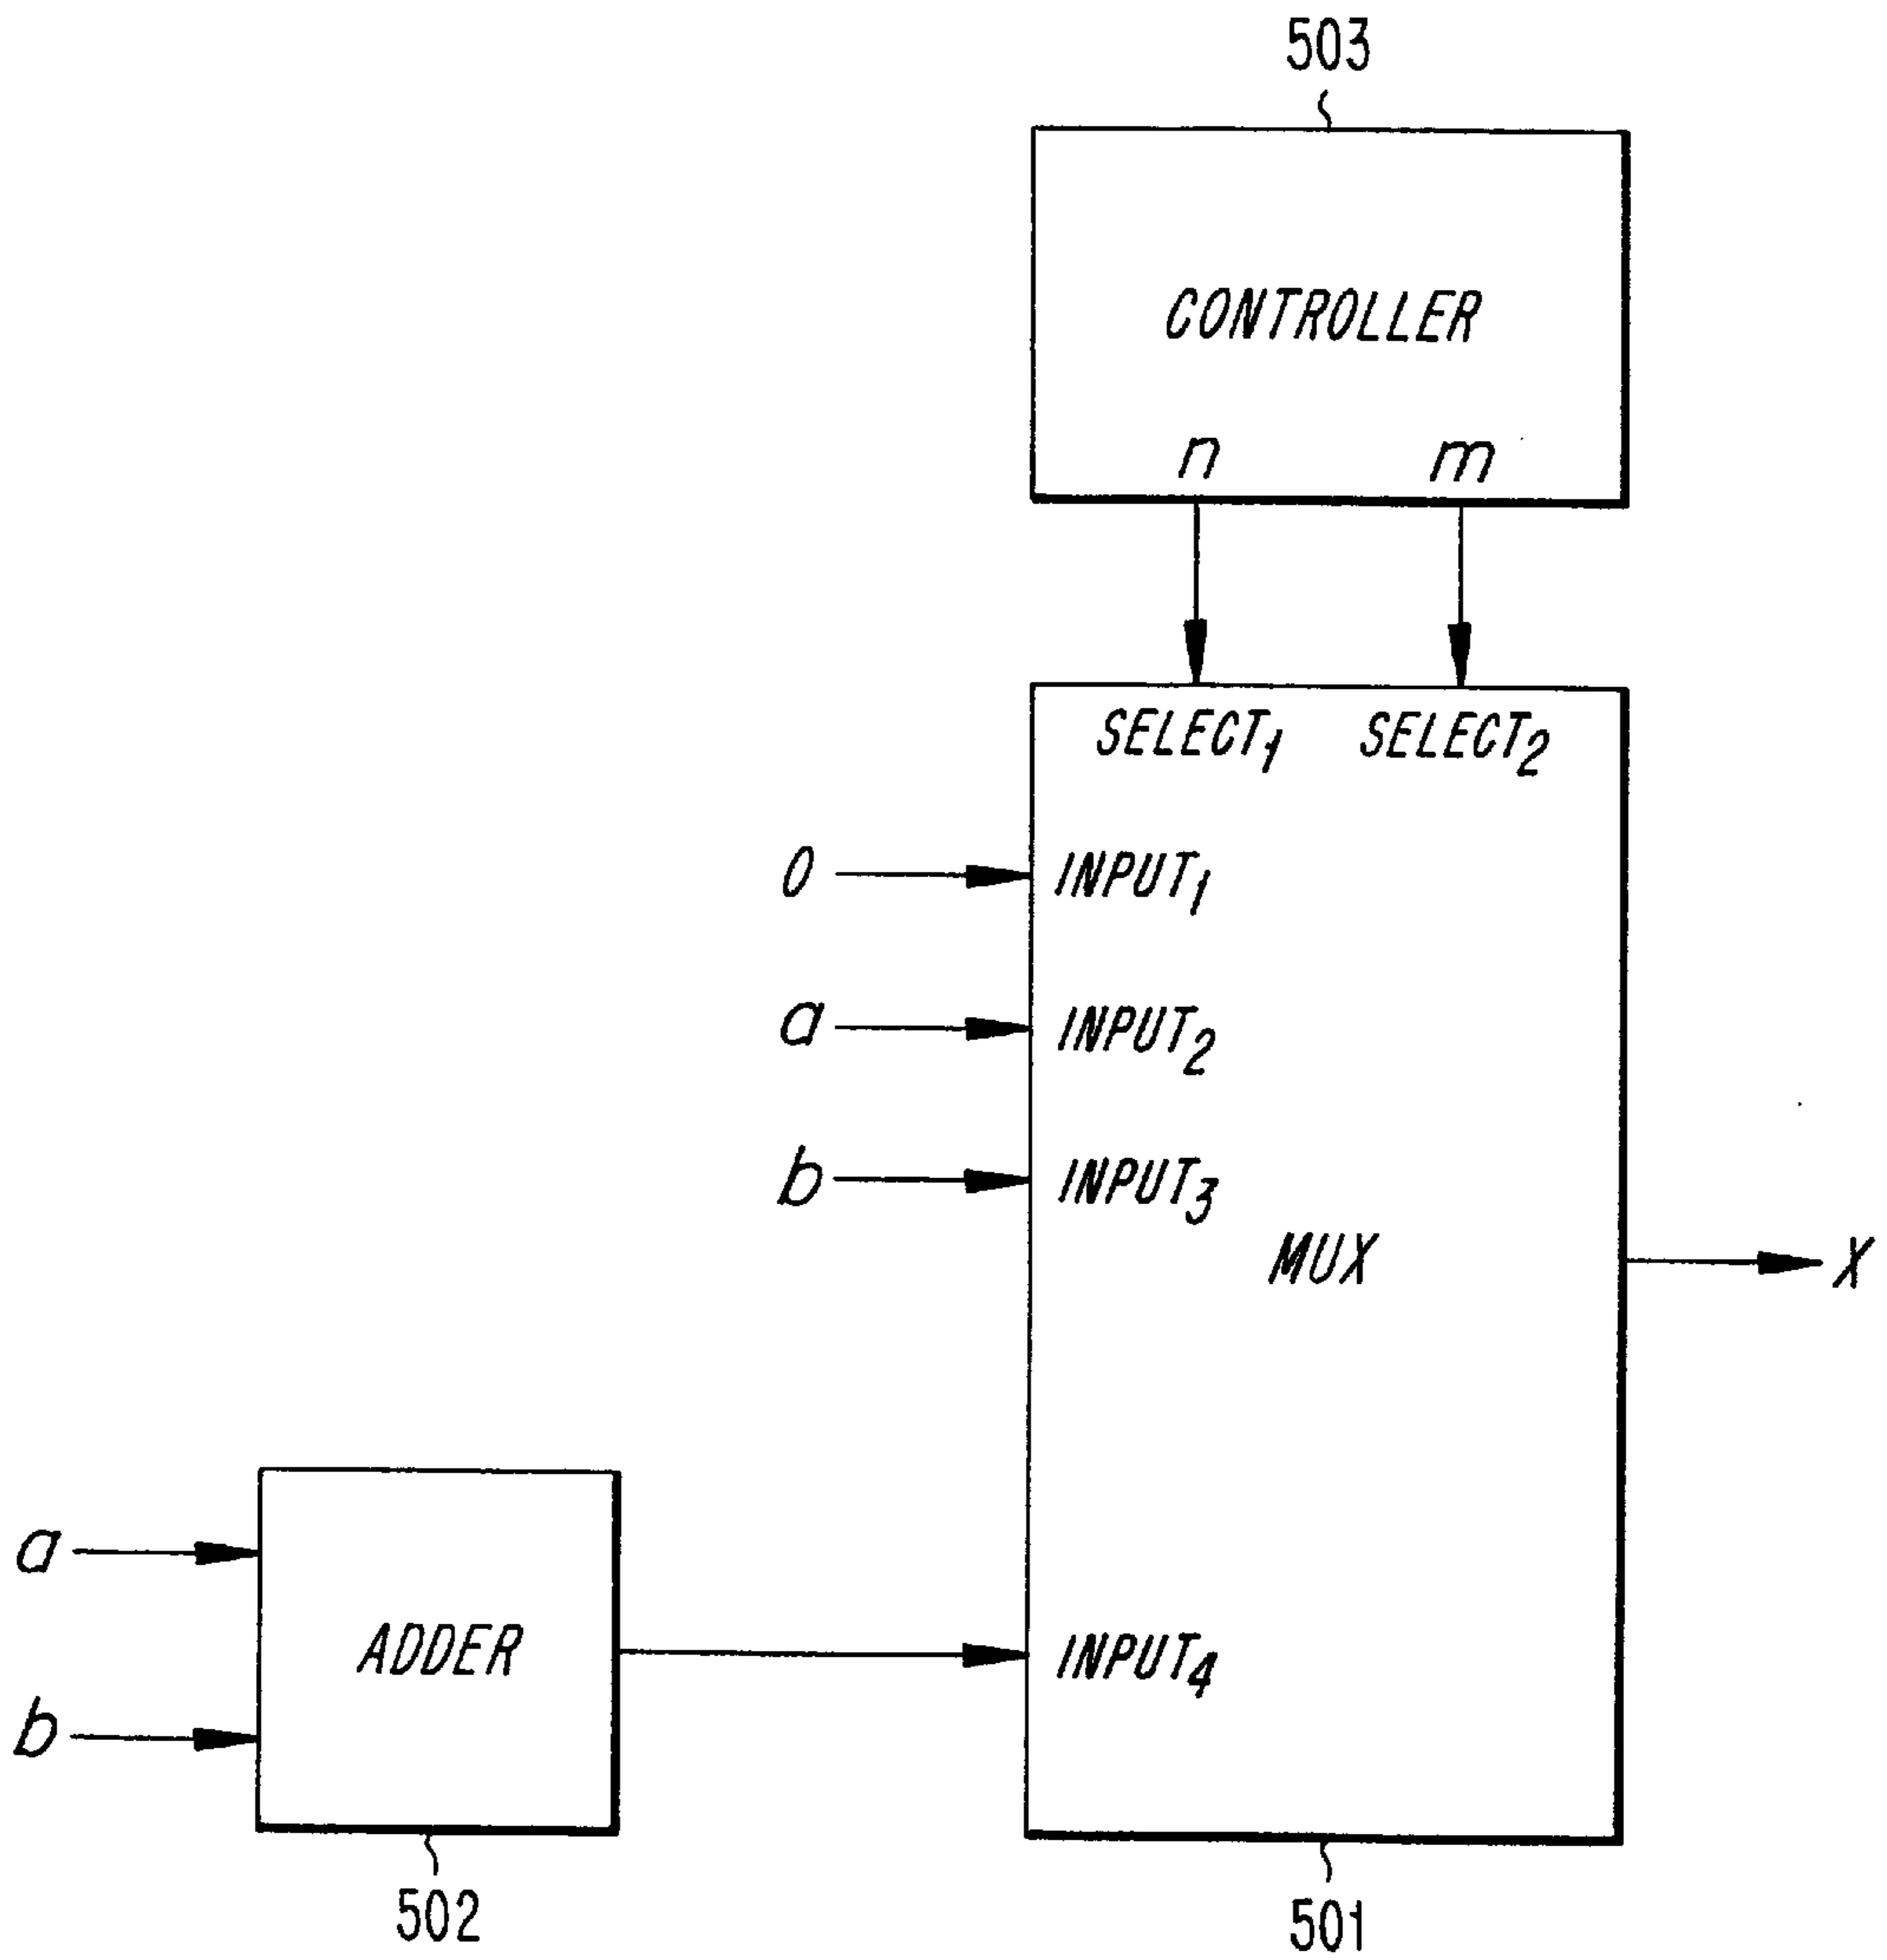 503
CONTROLLER
n m
SELECT1 SELECT2
0 INPUT1
a INPUT2
b INPUT3
MUX
X
a
ADDER
INPUT4
b
502
501